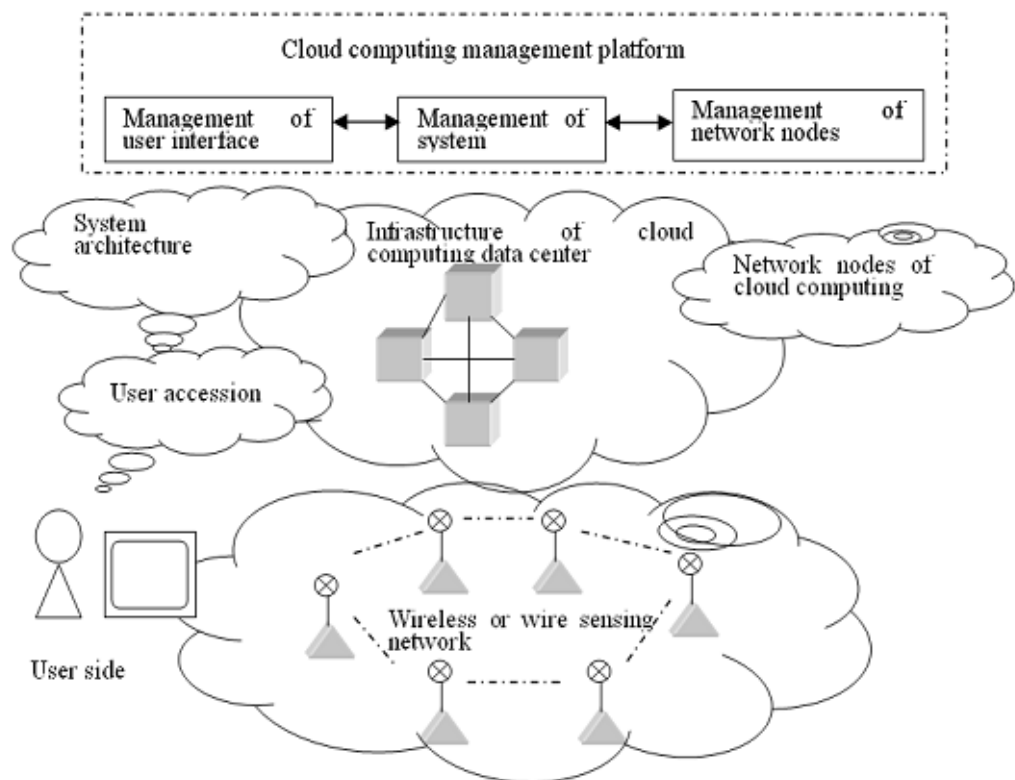 Cloud computing management platform
Management of
user interface
Management of
system
Management of
network nodes
System
architecture
Infrastructure of cloud
computing data center
Network nodes of
cloud computing
User accession
Wireless or wire sensing
network
User side